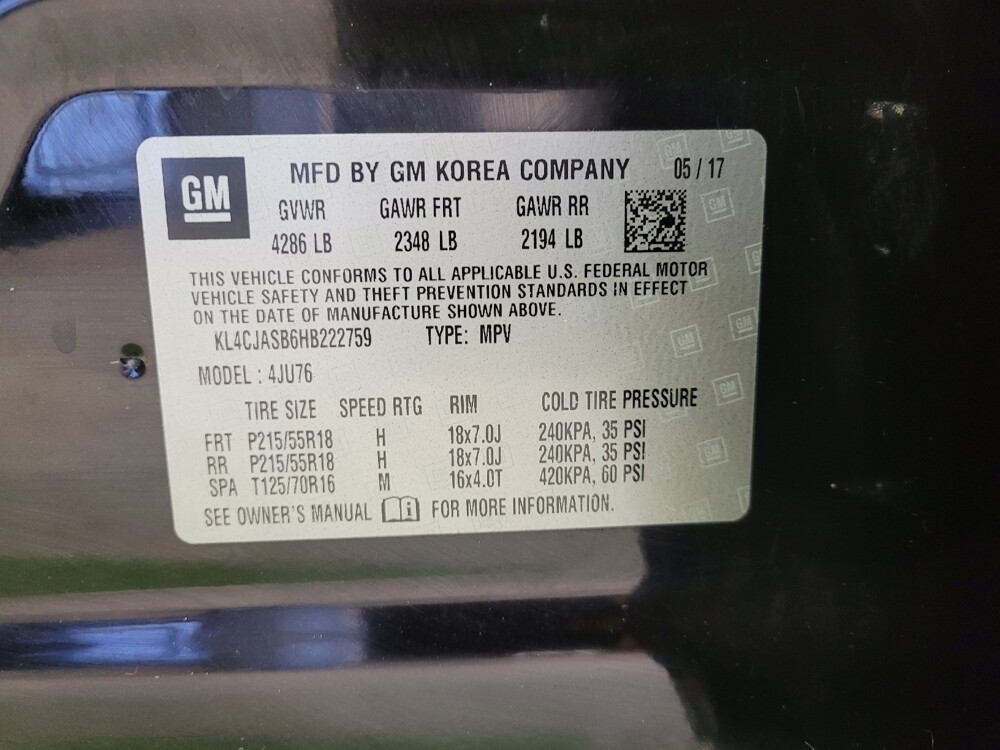 GM
MFD BY GM KOREA COMPANY 05 / 17
GVWR GAWR FRT GAWR RR
4286 LB 2348 LB 2194 LB
THIS VEHICLE CONFORMS TO ALL APPLICABLE U.S. FEDERAL MOTOR
VEHICLE SAFETY AND THEFT PREVENTION STANDARDS IN EFFECT
ON THE DATE OF MANUFACTURE SHOWN ABOVE.
KL4CJASB6HB222759 TYPE: MPV
MODEL : 4JU76
TIRE SIZE SPEED RTG RIM COLD TIRE PRESSURE
FRT P215/55R18 H 18x7.0J 240KPA, 35 PSI
RR P215/55R18 H 18x7.0J 240KPA, 35 PSI
SPA T125/70R16 M 16x4.0T 420KPA, 60 PSI
SEE OWNER'S MANUAL i FOR MORE INFORMATION.